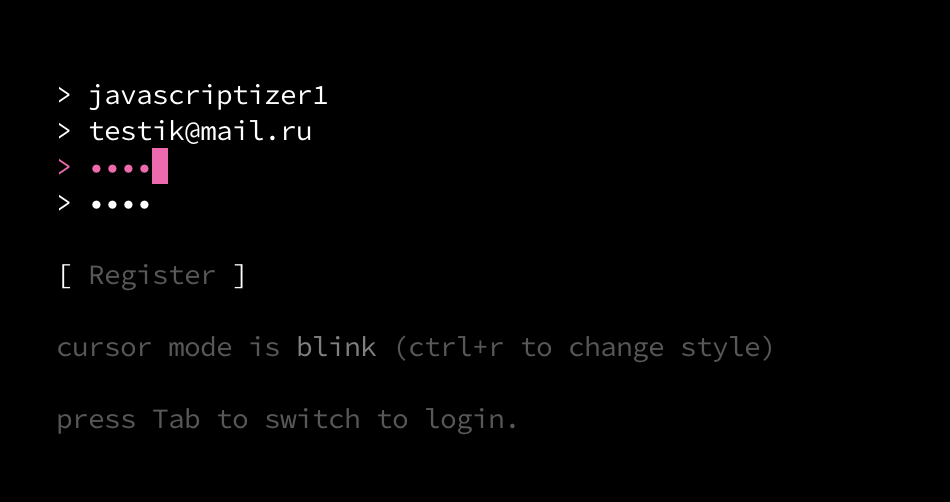 > javascriptizer1
> testik@mail.ru
> ••••
> ••••
[ Register ]
cursor mode is blink (ctrl+r to change style)
press Tab to switch to login.